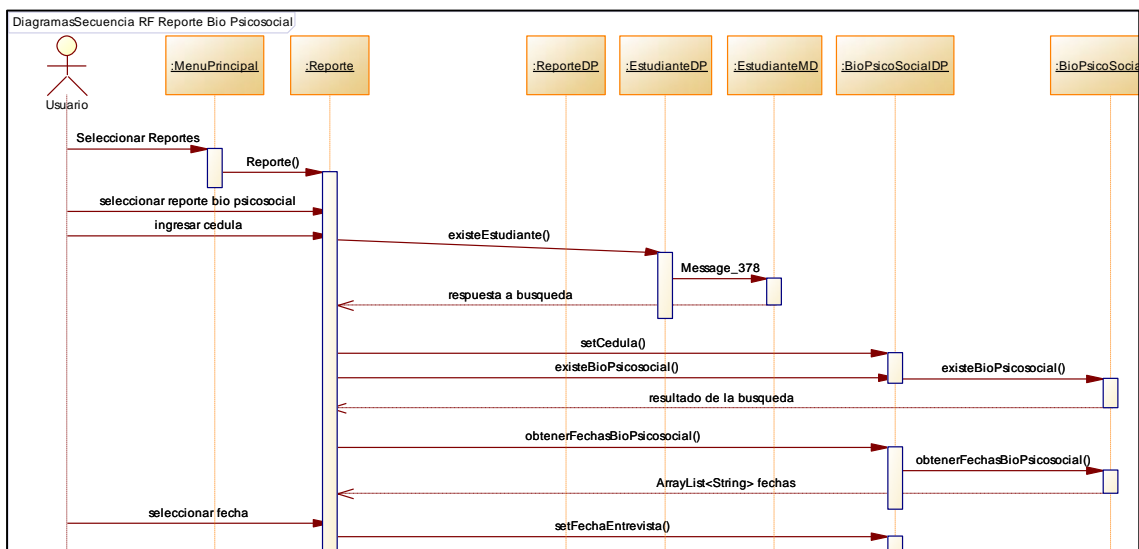 DiagramasSecuencia RF Reporte Bio Psicosocial
:MenuPrincipal
:Reporte
:ReporteDP
:EstudianteDP
:EstudianteMD
:BioPsicoSocialDP
:BioPsicoSocia
Usuario
Seleccionar Reportes
Reporte()
seleccionar reporte bio psicosocial
ingresar cedula
existeEstudiante()
Message_378
respuesta a busqueda
setCedula()
existeBioPsicosocial()
existeBioPsicosocial()
resultado de la busqueda
obtenerFechasBioPsicosocial()
obtenerFechasBioPsicosocial()
ArrayList<String> fechas
seleccionar fecha
setFechaEntrevista()